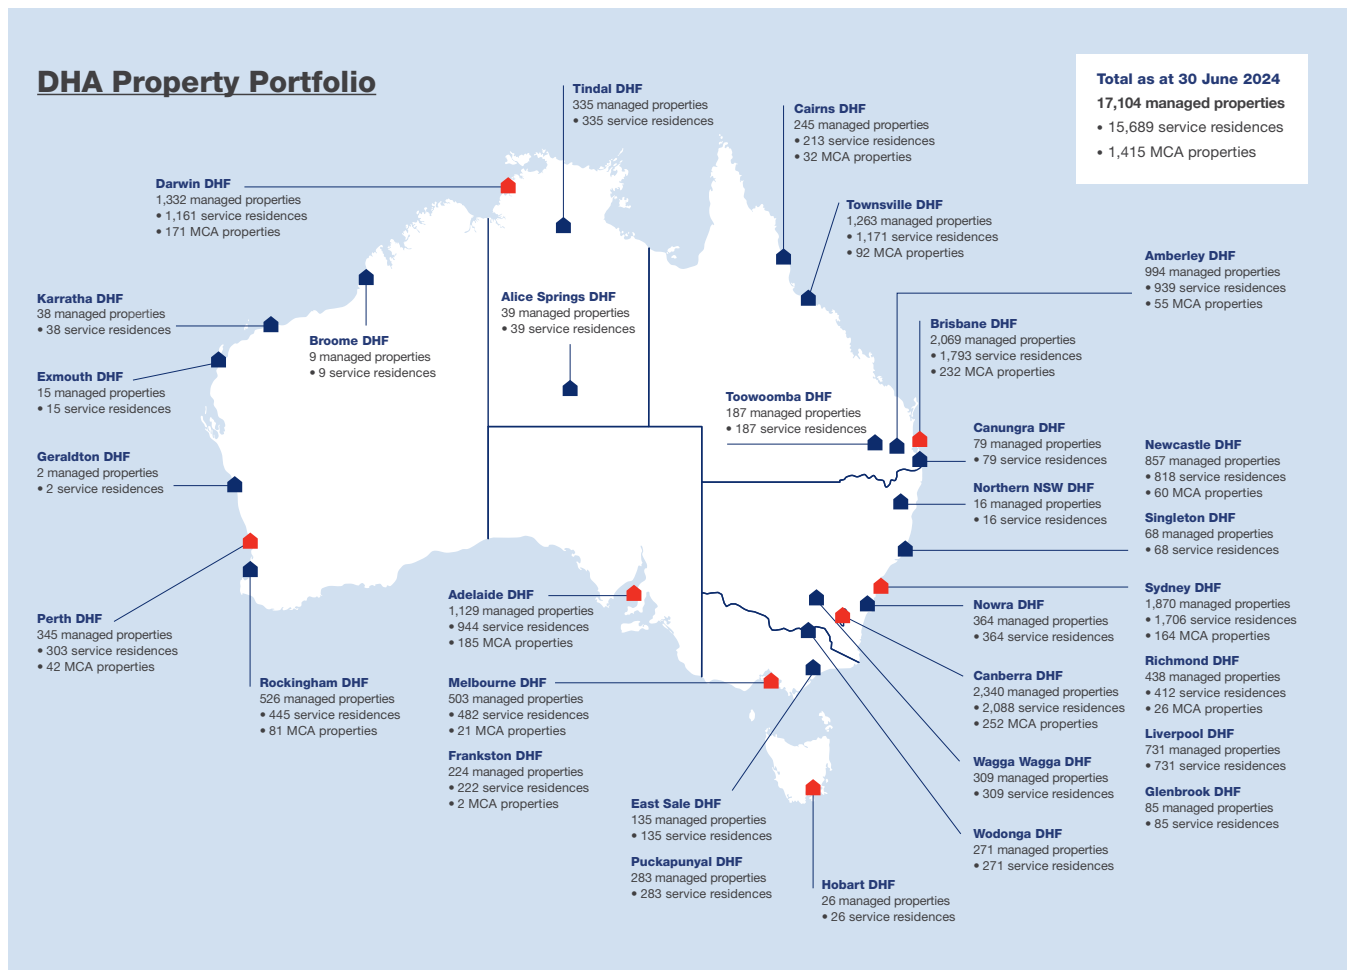 DHA Property Portfolio
Total as at 30 June 2024
17,104 managed properties
• 15,689 service residences
• 1,415 MCA properties
Tindal DHF
335 managed properties
• 335 service residences
Cairns DHF
245 managed properties
• 213 service residences
• 32 MCA properties
Darwin DHF
1,332 managed properties
• 1,161 service residences
• 171 MCA properties
Townsville DHF
1,263 managed properties
• 1,171 service residences
• 92 MCA properties
Amberley DHF
994 managed properties
• 939 service residences
• 55 MCA properties
Karratha DHF
38 managed properties
• 38 service residences
Alice Springs DHF
39 managed properties
• 39 service residences
Broome DHF
9 managed properties
• 9 service residences
Brisbane DHF
2,069 managed properties
• 1,793 service residences
• 232 MCA properties
Exmouth DHF
15 managed properties
• 15 service residences
Toowoomba DHF
187 managed properties
• 187 service residences
Canungra DHF
79 managed properties
• 79 service residences
Newcastle DHF
857 managed properties
• 818 service residences
• 60 MCA properties
Geraldton DHF
2 managed properties
• 2 service residences
Northern NSW DHF
16 managed properties
• 16 service residences
Singleton DHF
68 managed properties
• 68 service residences
Sydney DHF
1,870 managed properties
• 1,706 service residences
• 164 MCA properties
Adelaide DHF
1,129 managed properties
• 944 service residences
• 185 MCA properties
Nowra DHF
364 managed properties
• 364 service residences
Perth DHF
345 managed properties
• 303 service residences
• 42 MCA properties
Richmond DHF
438 managed properties
• 412 service residences
• 26 MCA properties
Rockingham DHF
526 managed properties
• 445 service residences
• 81 MCA properties
Melbourne DHF
503 managed properties
• 482 service residences
• 21 MCA properties
Canberra DHF
2,340 managed properties
• 2,088 service residences
• 252 MCA properties
Liverpool DHF
731 managed properties
• 731 service residences
Frankston DHF
224 managed properties
• 222 service residences
• 2 MCA properties
Wagga Wagga DHF
309 managed properties
• 309 service residences
Glenbrook DHF
85 managed properties
• 85 service residences
East Sale DHF
135 managed properties
• 135 service residences
Wodonga DHF
271 managed properties
• 271 service residences
Puckapunyal DHF
283 managed properties
• 283 service residences
Hobart DHF
26 managed properties
• 26 service residences